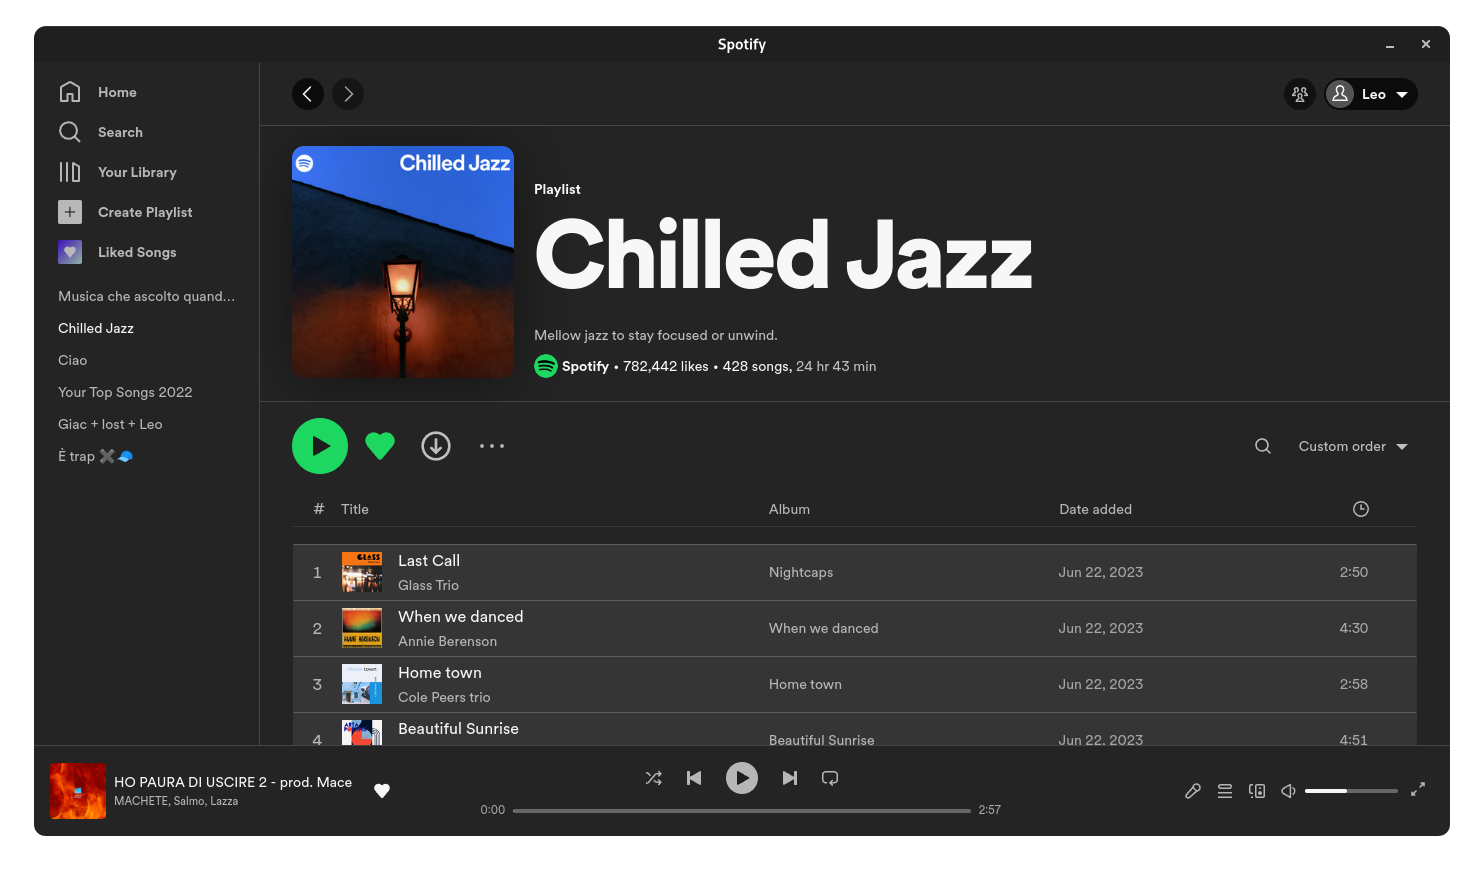 Spotify
Home
Search
Your Library
Create Playlist
Liked Songs
Musica che ascolto quand...
Chilled Jazz
Ciao
Your Top Songs 2022
Giac + lost + Leo
È trap ✖️🧢
Leo
Chilled Jazz
Playlist
Chilled Jazz
Mellow jazz to stay focused or unwind.
Spotify • 782,442 likes • 428 songs, 24 hr 43 min
Custom order
# Title Album Date added
1 Last Call Nightcaps Jun 22, 2023 2:50
GLASS
Glass Trio
2 When we danced When we danced Jun 22, 2023 4:30
ANNIE BERENSON
Annie Berenson
3 Home town Home town Jun 22, 2023 2:58
Home town
Cole Peers trio
4 Beautiful Sunrise Beautiful Sunrise Jun 22, 2023 4:51
HO PAURA DI USCIRE 2 - prod. Mace
MACHETE, Salmo, Lazza
0:00 2:57